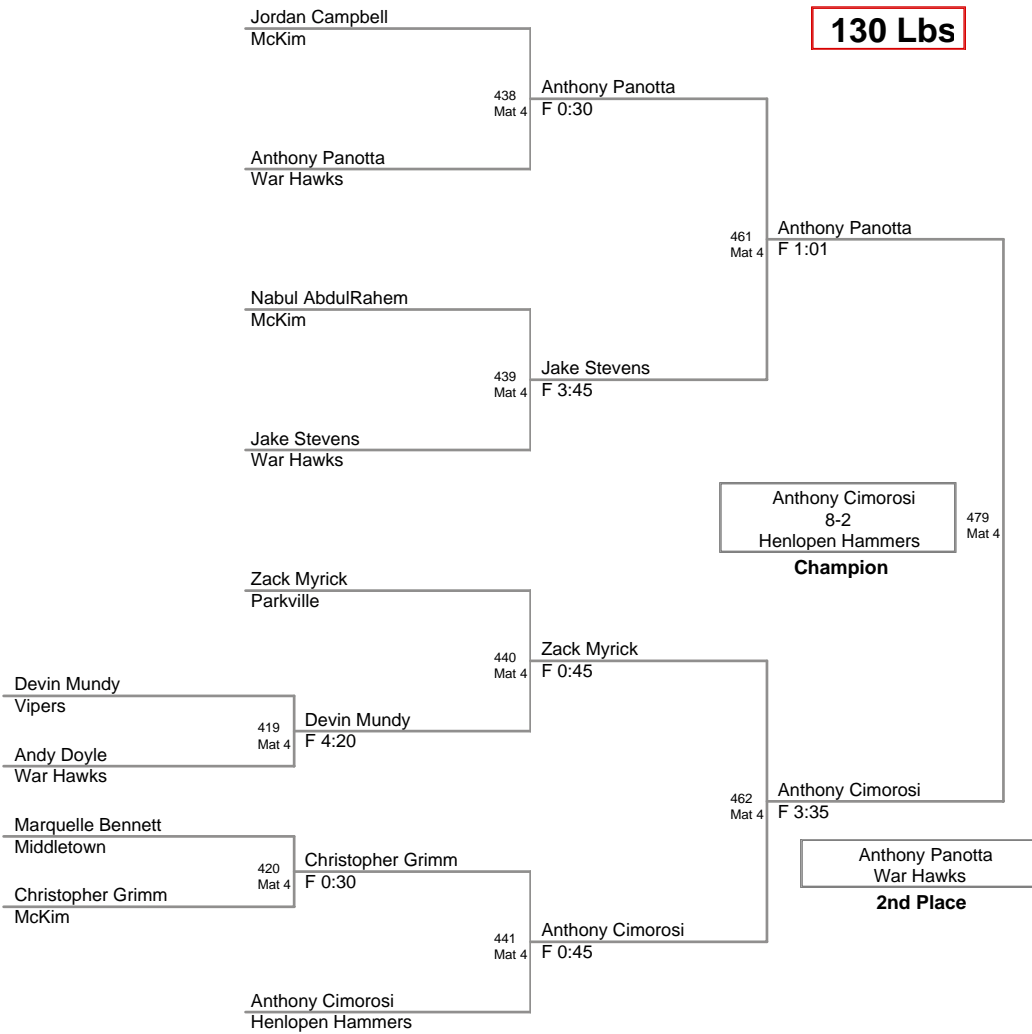 130 Lbs
Jordan Campbell
McKim
438
Mat 4
Anthony Panotta
F 0:30
Anthony Panotta
War Hawks
461
Mat 4
Anthony Panotta
F 1:01
Nabul AbdulRahem
McKim
439
Mat 4
Jake Stevens
F 3:45
Jake Stevens
War Hawks
Anthony Cimorosi
8-2
Henlopen Hammers
Champion
479
Mat 4
Zack Myrick
Parkville
440
Mat 4
Zack Myrick
F 0:45
Devin Mundy
Vipers
419
Mat 4
Devin Mundy
F 4:20
Andy Doyle
War Hawks
462
Mat 4
Anthony Cimorosi
F 3:35
Marquelle Bennett
Middletown
420
Mat 4
Christopher Grimm
F 0:30
Christopher Grimm
McKim
Anthony Panotta
War Hawks
2nd Place
441
Mat 4
Anthony Cimorosi
F 0:45
Anthony Cimorosi
Henlopen Hammers